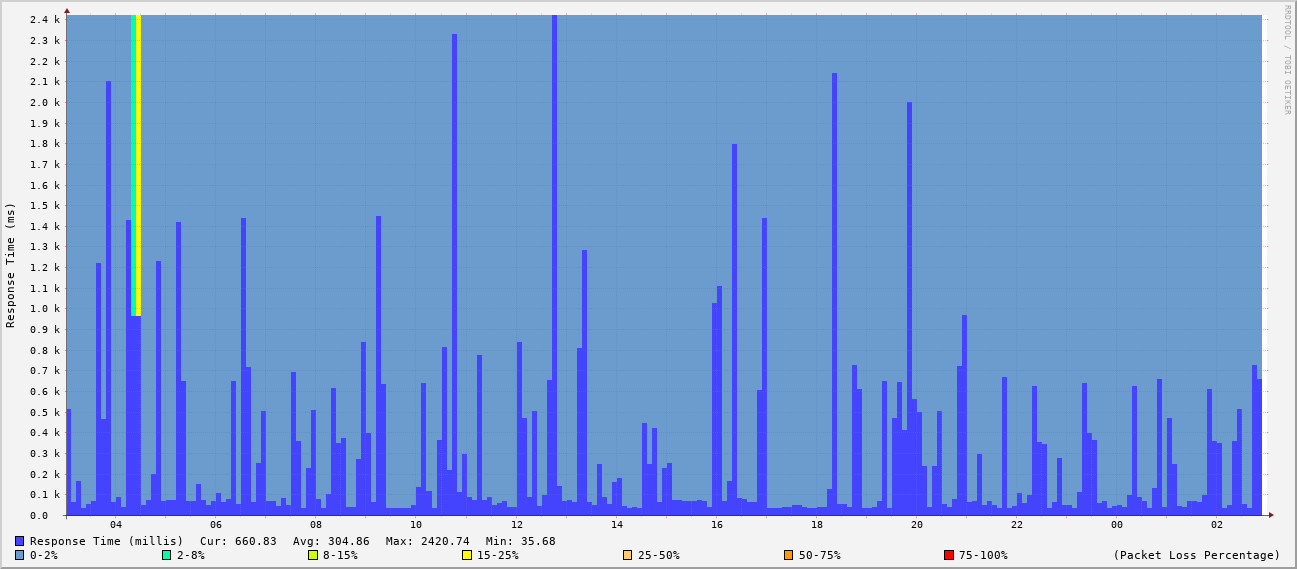 2.4 k
2.3 k
2.2 k
2.1 k
2.0 k
1.9 k
1.8 k
1.7 k
1.6 k
1.5 k
1.4 k
1.3 k
1.2 k
1.1 k
1.0 k
0.9 k
0.8 k
0.7 k
0.6 k
0.5 k
0.4 k
0.3 k
0.2 k
0.1 k
0.0
Response Time (ms)
RRDTOOL / TOBI OETIKER
04 06 08 10 12 14 16 18 20 22 00 02
Response Time (millis) Cur: 660.83 Avg: 304.86 Max: 2420.74 Min: 35.68
0-2% 2-8% 8-15% 15-25% 25-50% 50-75% 75-100% (Packet Loss Percentage)